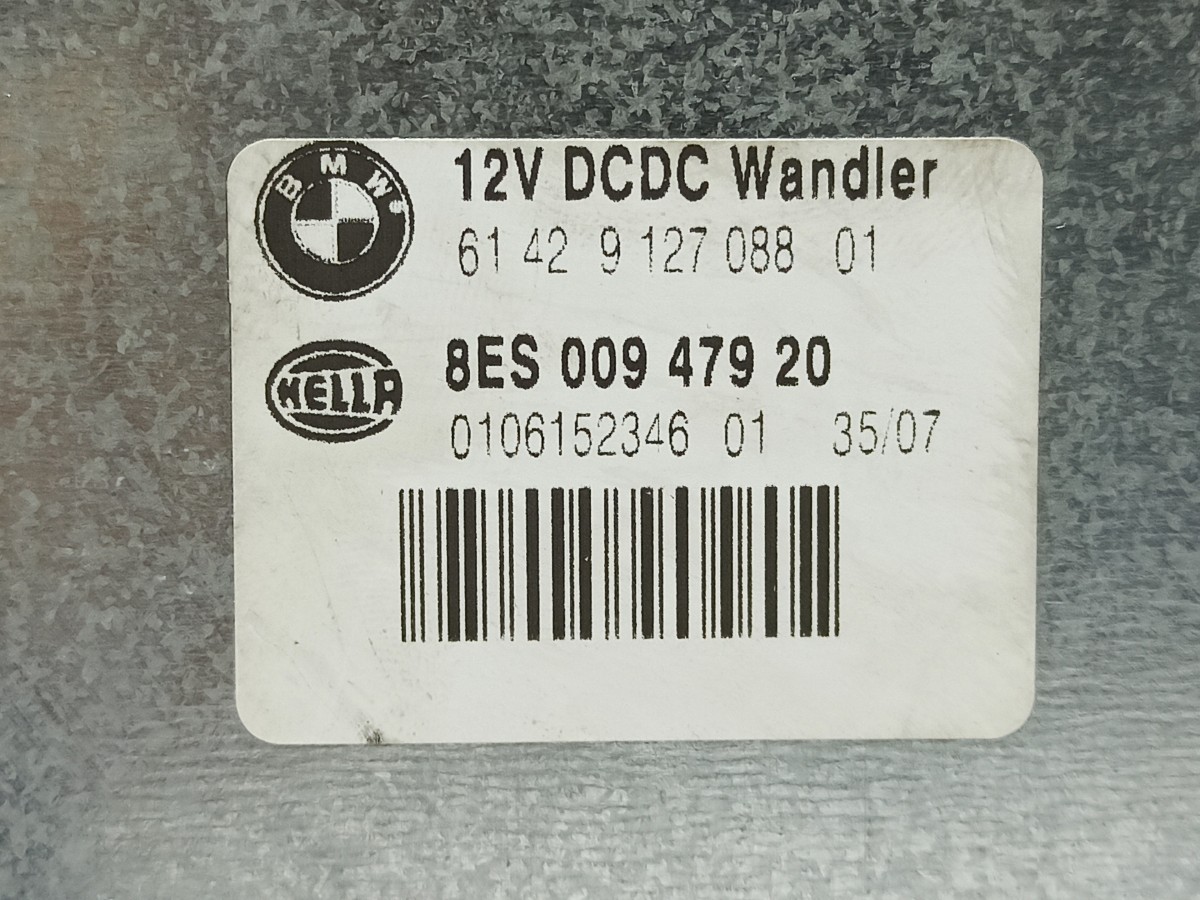 BMW
12V DCDC Wandler
61 42 9 127 088 01
HELLA
8ES 009 479 20
0106152346 01 35/07